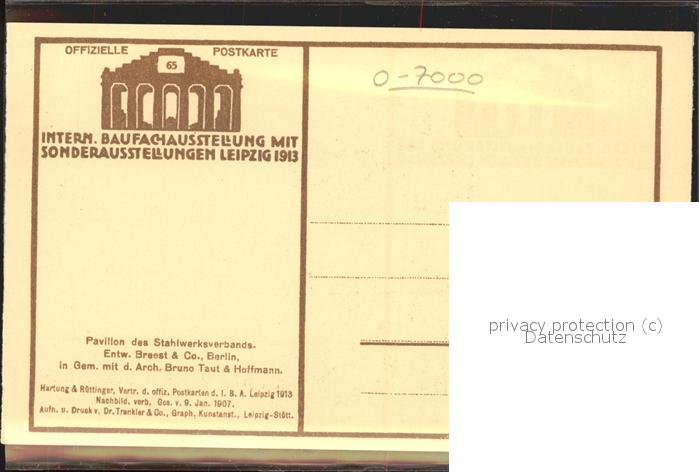 OFFIZIELLE POSTKARTE
65
INTERN. BAUFACHAUSSTELLUNG MIT
SONDERAUSSTELLUNGEN LEIPZIG 1913
0-7000
Pavillon des Stahlwerksverbands.
Entw. Breest & Co., Berlin,
in Gem. mit d. Arch. Bruno Taut & Hoffmann.
Hartung & Rüttinger, Vertr. d. offiz. Postkarten d. I. B. A. Leipzig 1913
Nachbild. verb. Ges. v. 9. Jan. 1907.
Aufn. u. Druck v. Dr. Trenkler & Co., Graph. Kunstanst., Leipzig-Stött.
privacy protection (c)
Datenschutz